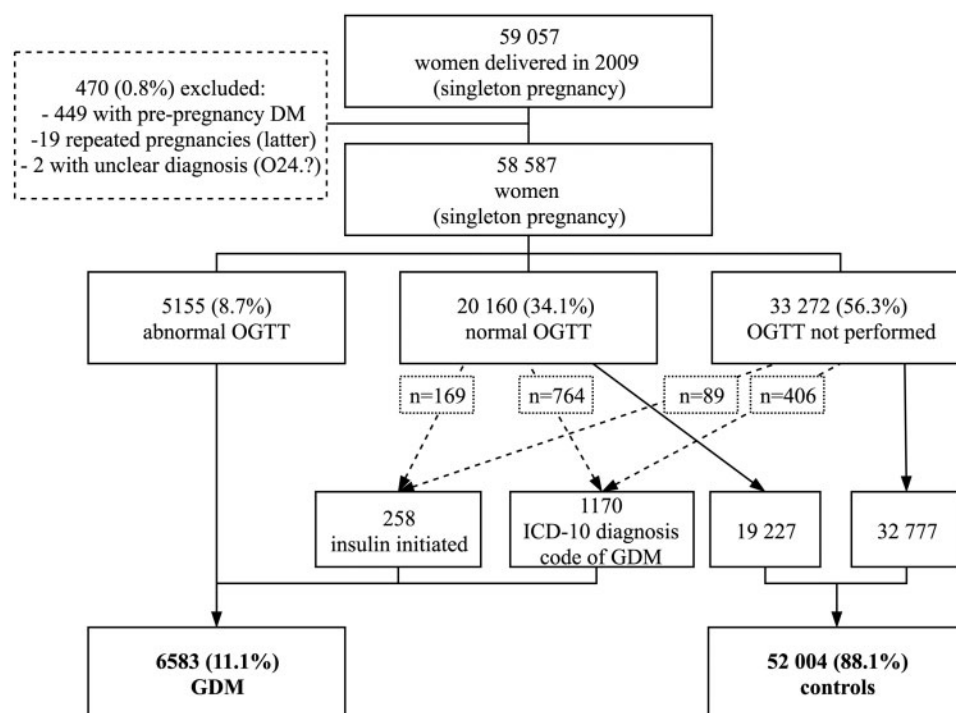 59 057
women delivered in 2009
(singleton pregnancy)
470 (0.8%) excluded:
- 449 with pre-pregnancy DM
-19 repeated pregnancies (latter)
- 2 with unclear diagnosis (O24.?)
58 587
women
(singleton pregnancy)
5155 (8.7%)
abnormal OGTT
20 160 (34.1%)
normal OGTT
33 272 (56.3%)
OGTT not performed
n=169
n=764
n=89
n=406
258
insulin initiated
1170
ICD-10 diagnosis
code of GDM
19 227
32 777
6583 (11.1%)
GDM
52 004 (88.1%)
controls